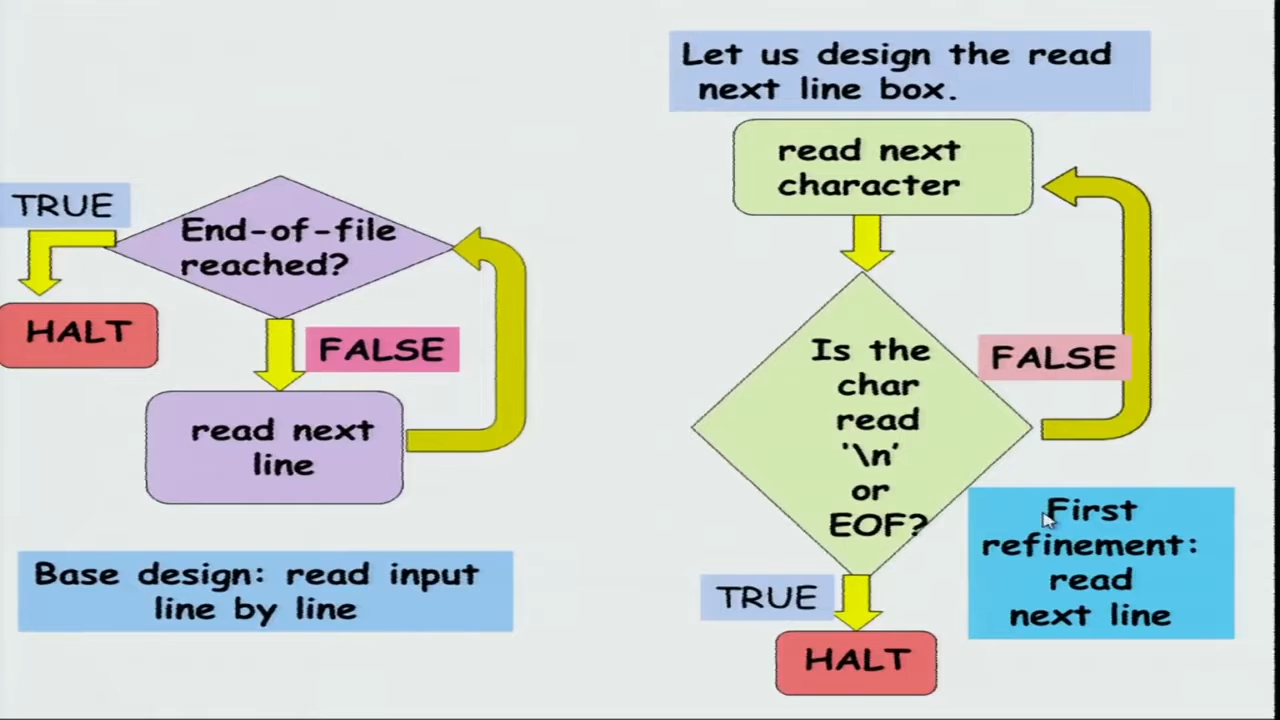 TRUE
End-of-file
reached?
HALT
FALSE
read next
line
Base design: read input
line by line
Let us design the read
next line box.
read next
character
Is the
char
read
'\n'
or
EOF?
FALSE
TRUE
HALT
First
refinement:
read
next line